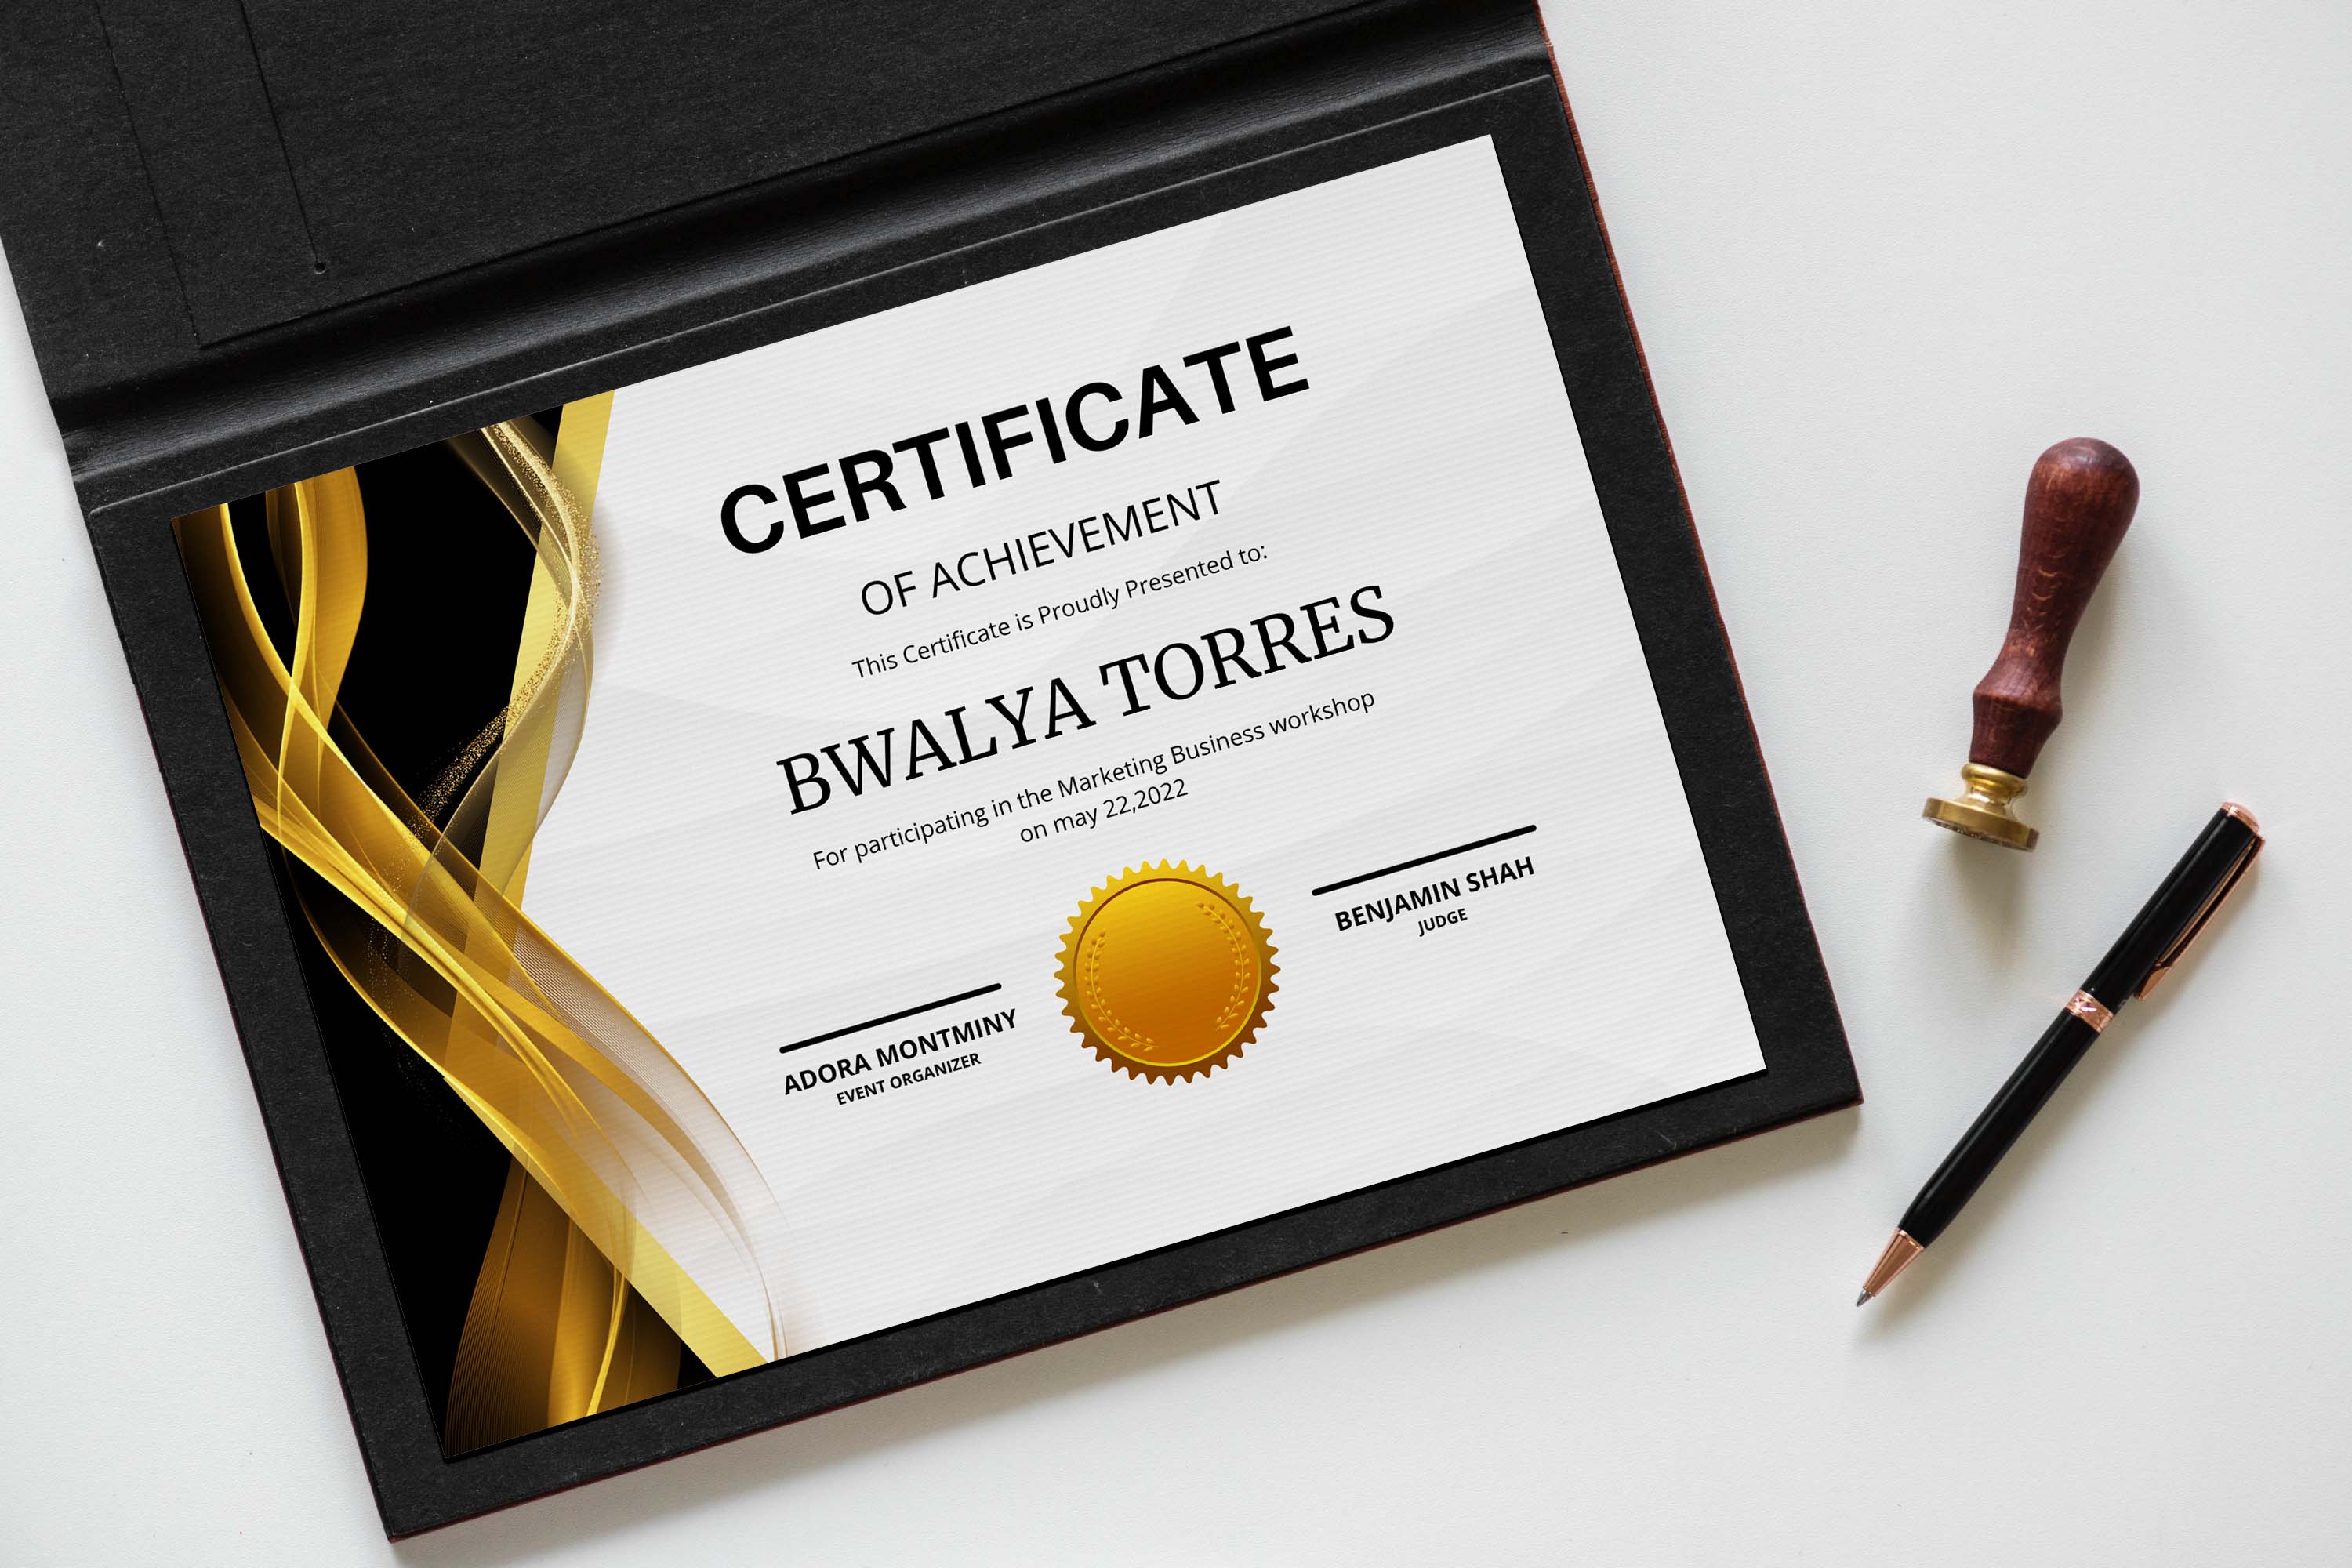 CERTIFICATE
OF ACHIEVEMENT
This Certificate is Proudly Presented to:
BWALYA TORRES
For participating in the Marketing Business workshop
on may 22,2022
ADORA MONTMINY
EVENT ORGANIZER
BENJAMIN SHAH
JUDGE